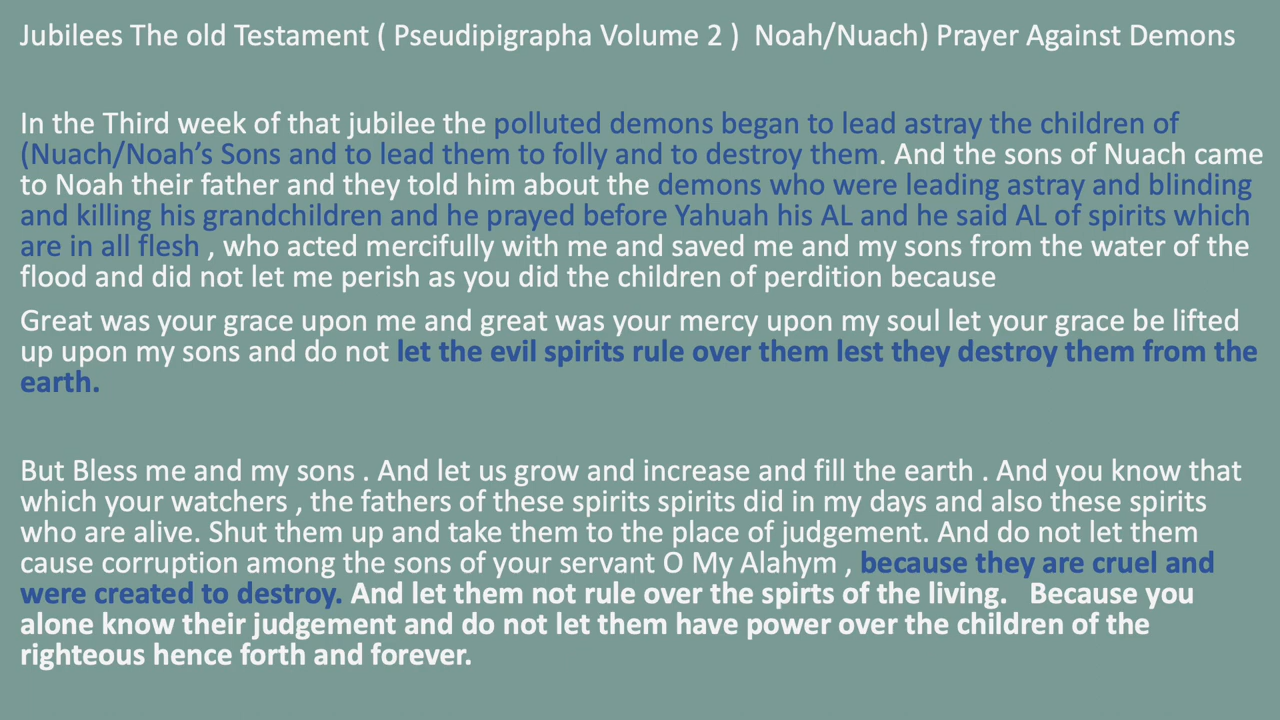 Jubilees The old Testament ( Pseudipigrapha Volume 2 )  Noah/Nuach) Prayer Against Demons
In the Third week of that jubilee the polluted demons began to lead astray the children of
(Nuach/Noah’s Sons and to lead them to folly and to destroy them. And the sons of Nuach came
to Noah their father and they told him about the demons who were leading astray and blinding
and killing his grandchildren and he prayed before Yahuah his AL and he said AL of spirits which
are in all flesh , who acted mercifully with me and saved me and my sons from the water of the
flood and did not let me perish as you did the children of perdition because
Great was your grace upon me and great was your mercy upon my soul let your grace be lifted
up upon my sons and do not let the evil spirits rule over them lest they destroy them from the
earth.
But Bless me and my sons . And let us grow and increase and fill the earth . And you know that
which your watchers , the fathers of these spirits spirits did in my days and also these spirits
who are alive. Shut them up and take them to the place of judgement. And do not let them
cause corruption among the sons of your servant O My Alahym , because they are cruel and
were created to destroy. And let them not rule over the spirts of the living.   Because you
alone know their judgement and do not let them have power over the children of the
righteous hence forth and forever.